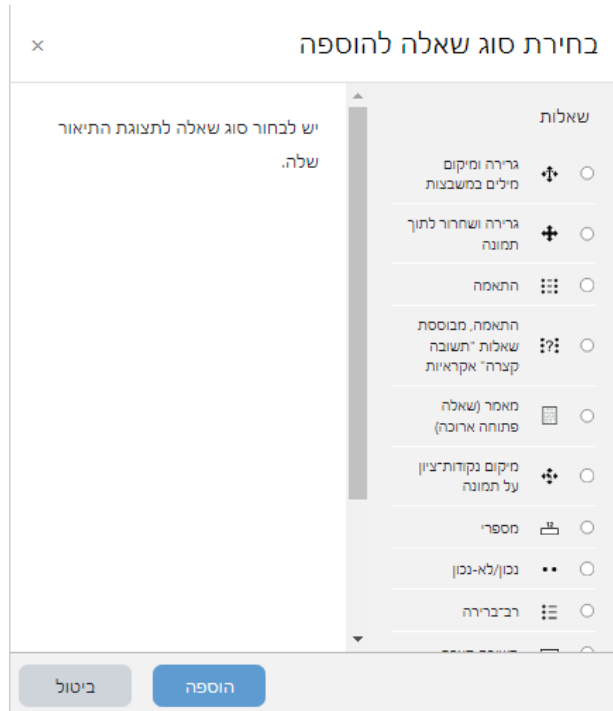 בחירת סוג שאלה להוספה
×
שאלות
גרירה ומיקום
מילים במשבצות
גרירה ושחרור לתוך
תמונה
התאמה
התאמה, מבוססת
שאלות "תשובה
קצרה" אקראיות
מאמר (שאלה
פתוחה ארוכה)
מיקום נקודות־ציון
על תמונה
12
מספרי
נכון/לא-נכון
רב־ברירה
יש לבחור סוג שאלה לתצוגת התיאור
שלה.
הוספה
ביטול